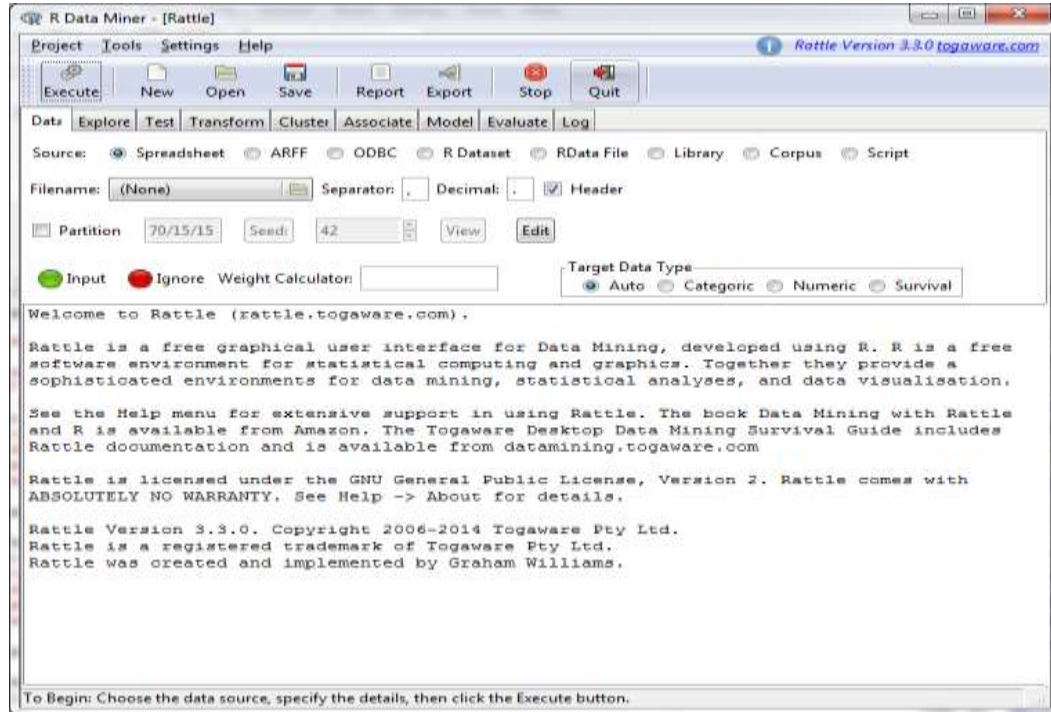 R Data Miner - [Rattle]
Project Tools Settings Help Rattle Version 3.3.0 togaware.com
Execute New Open Save Report Export Stop Quit
Data Explore Test Transform Cluster Associate Model Evaluate Log
Source: Spreadsheet ARFF ODBC R Dataset RData File Library Corpus Script
Filename: (None) Separator: , Decimal: . Header
Partition 70/15/15 Seed: 42 View Edit
Target Data Type
Input Ignore Weight Calculator: Auto Categoric Numeric Survival
Welcome to Rattle (rattle.togaware.com).
Rattle is a free graphical user interface for Data Mining, developed using R. R is a free
software environment for statistical computing and graphics. Together they provide a
sophisticated environments for data mining, statistical analyses, and data visualisation.
See the Help menu for extensive support in using Rattle. The book Data Mining with Rattle
and R is available from Amazon. The Togaware Desktop Data Mining Survival Guide includes
Rattle documentation and is available from datamining.togaware.com
Rattle is licensed under the GNU General Public License, Version 2. Rattle comes with
ABSOLUTELY NO WARRANTY. See Help -> About for details.
Rattle Version 3.3.0. Copyright 2006-2014 Togaware Pty Ltd.
Rattle is a registered trademark of Togaware Pty Ltd.
Rattle was created and implemented by Graham Williams.
To Begin: Choose the data source, specify the details, then click the Execute button.